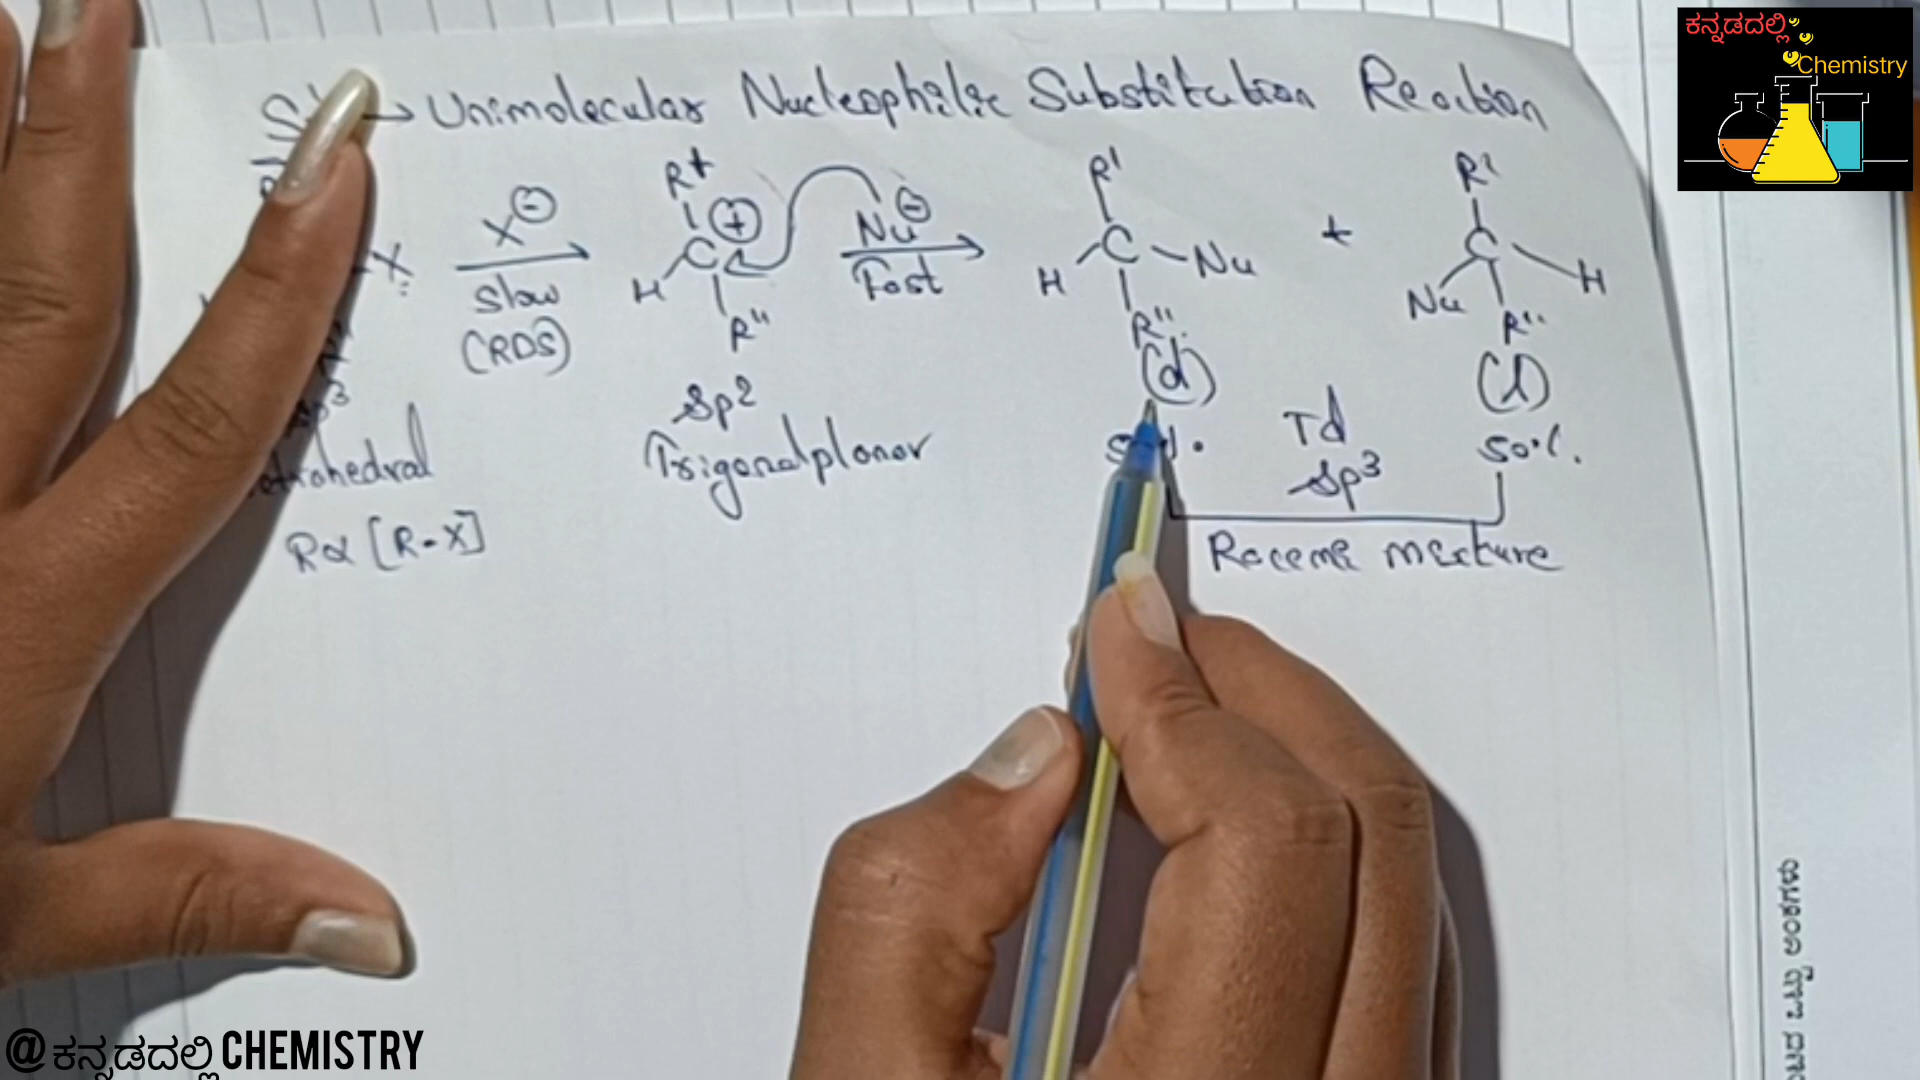 ಕನ್ನಡದಲ್ಲಿ
Chemistry
→ Unimolecular Nucleophilic Substitution Reaction
R+ R' R'
X⊖ ⊕ Nu⊖ +
X C C Nu C H
Slow H Fast H Nu
(RDS) R" R" R"
(d) (l)
sp3 sp2 Td 50%.
Trigonal planar sp3
R∝ [R-X]
Racemic mixture
@ಕನ್ನಡದಲ್ಲಿ CHEMISTRY